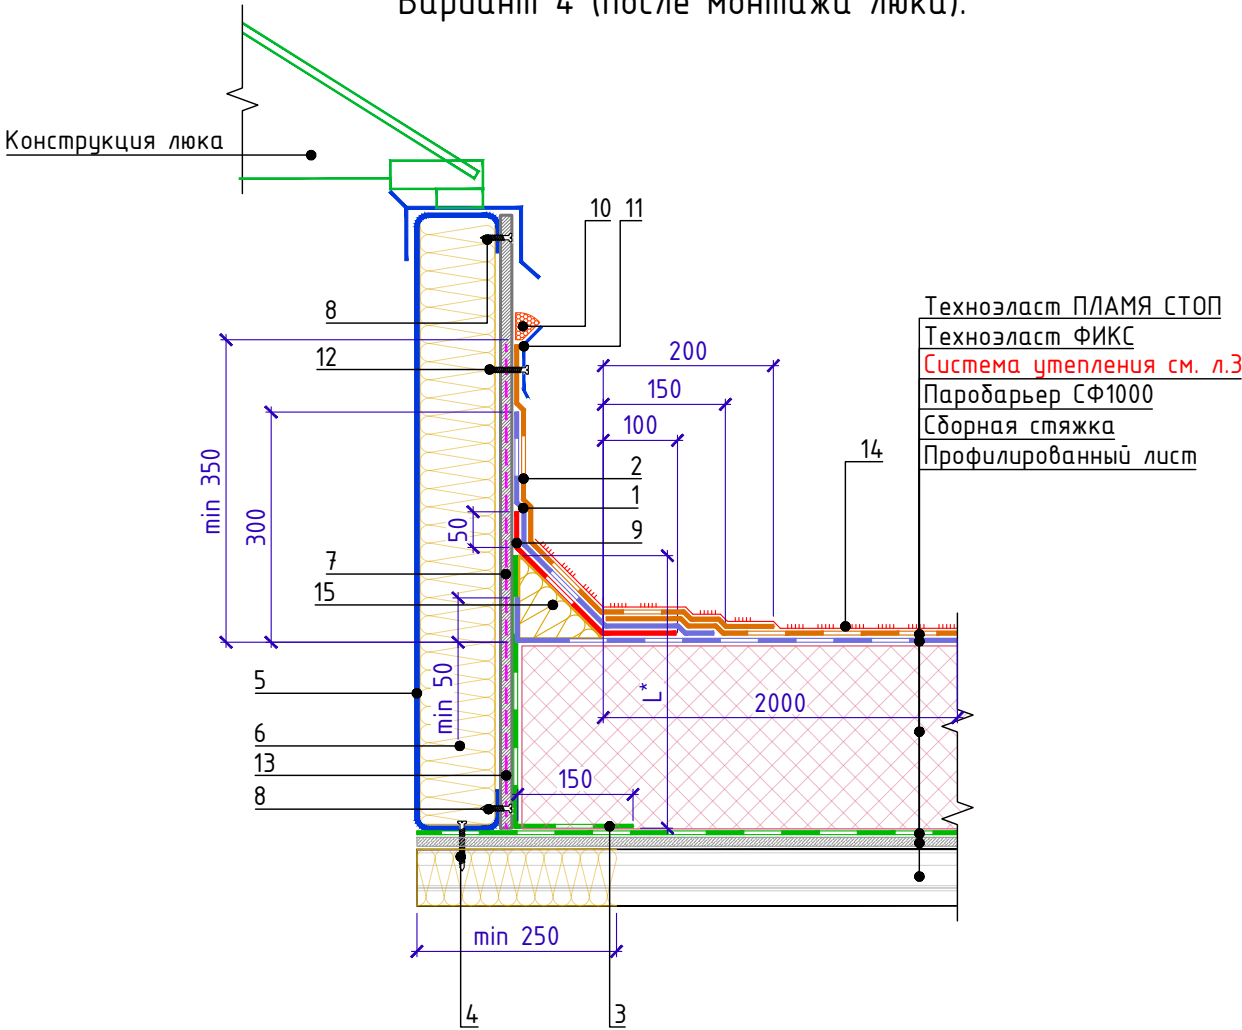 Вариант 4 (после монтажа люка).
Конструкция люка
10
11
8
12
Техноэласт ПЛАМЯ СТОП
Техноэласт ФИКС
Система утепления см. л.3
Паробарьер СФ1000
Сборная стяжка
Профилированный лист
200
150
100
14
2
1
9
min 350
300
50
7
15
min 50
L*
2000
5
6
13
8
150
min 250
4
3